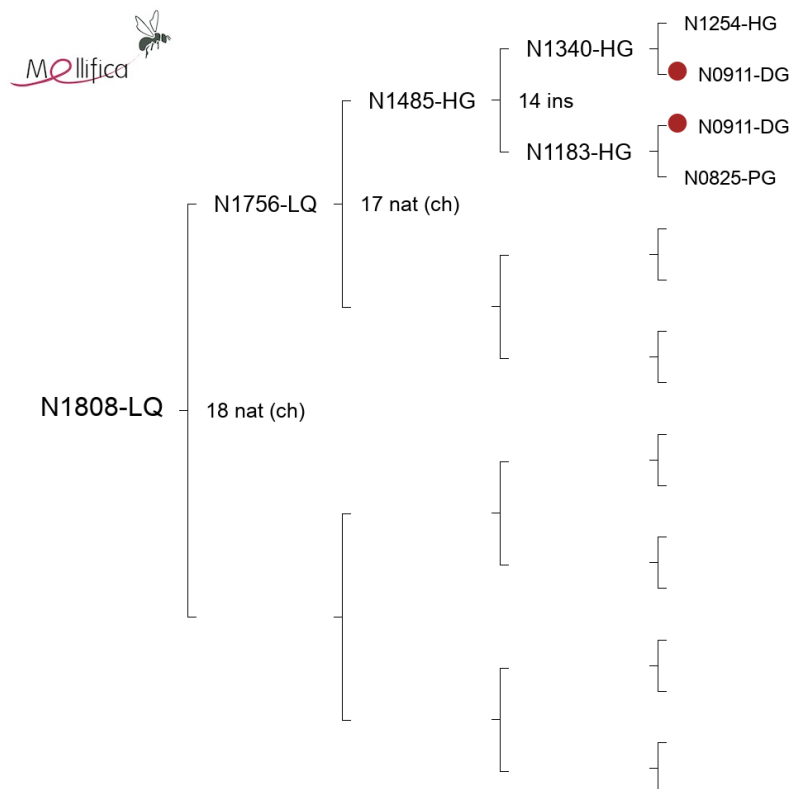 Mellifica
N1254-HG
N1340-HG
N0911-DG
N1485-HG
14 ins
N0911-DG
N1183-HG
N0825-PG
N1756-LQ
17 nat (ch)
N1808-LQ
18 nat (ch)